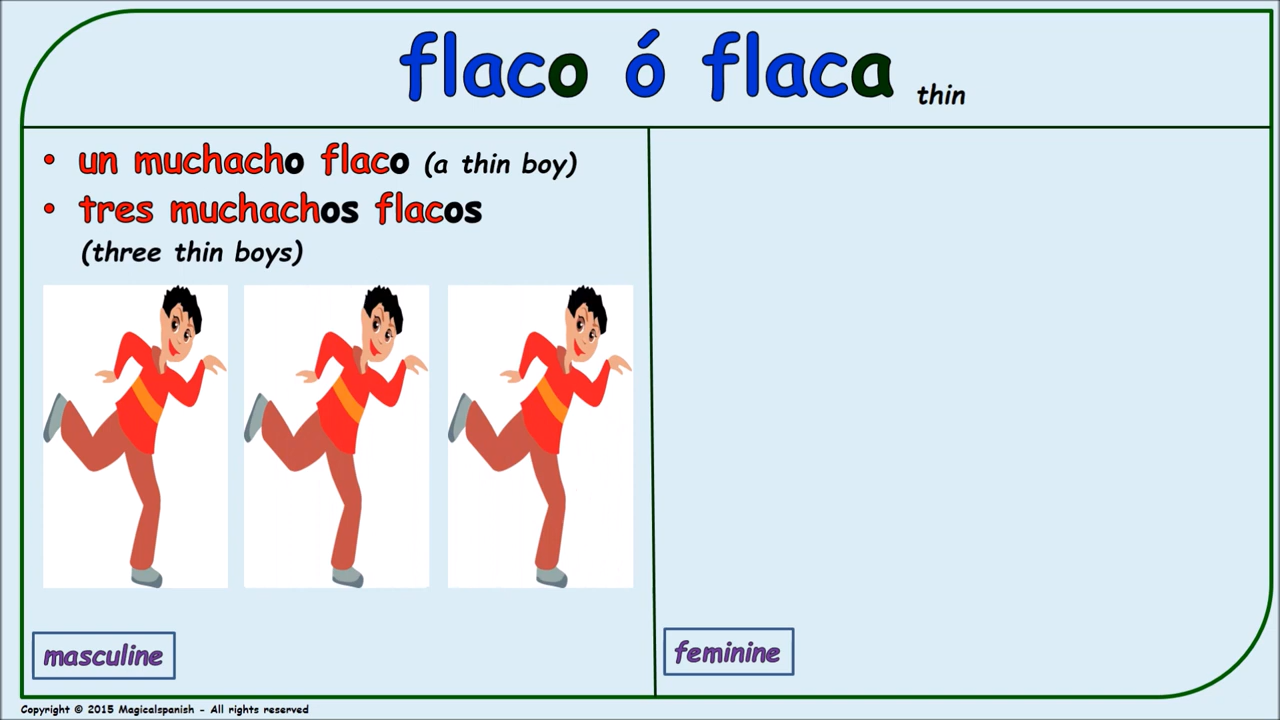 flaco ó flaca thin
• un muchacho flaco (a thin boy)
• tres muchachos flacos
(three thin boys)
masculine
feminine
Copyright © 2015 Magicalspanish - All rights reserved